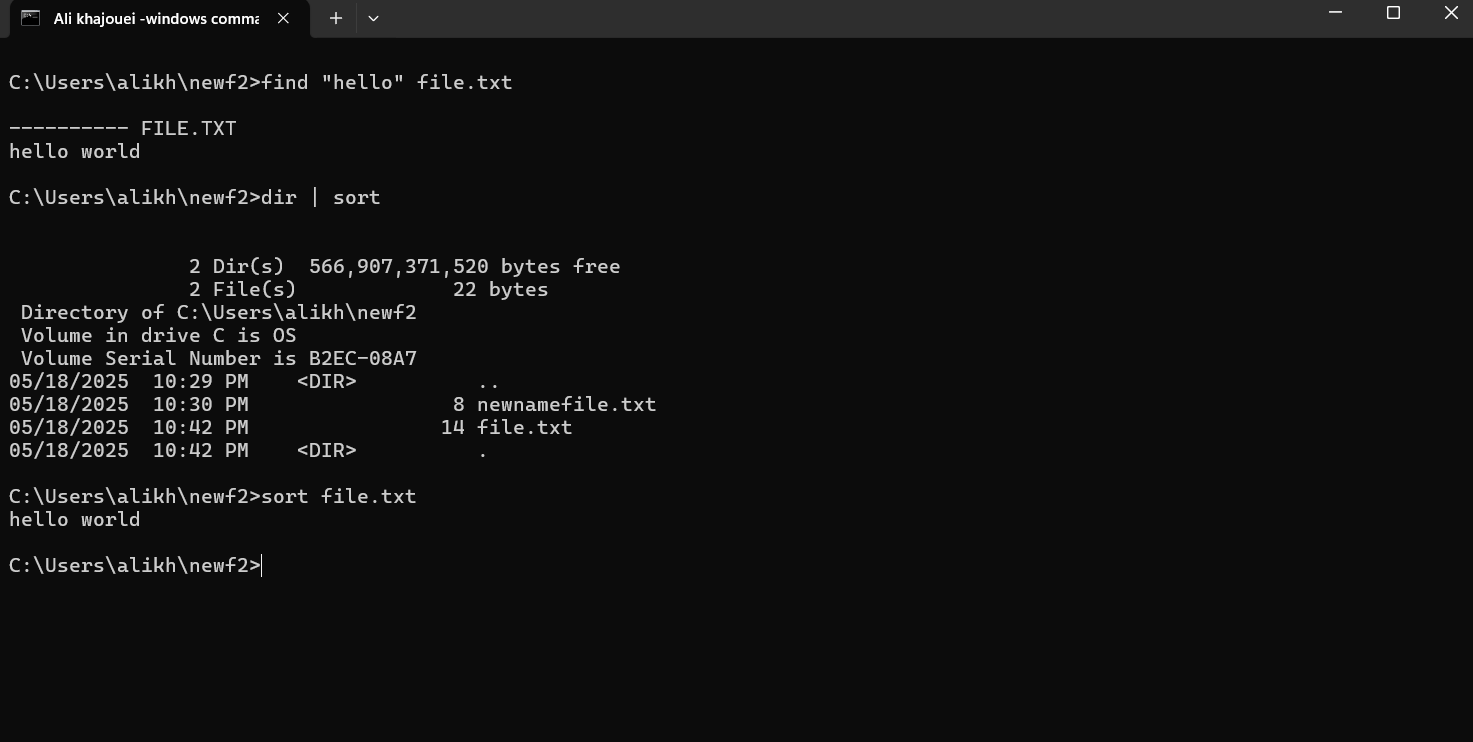 Ali khajouei -windows comma
C:\Users\alikh\newf2>find "hello" file.txt
---------- FILE.TXT
hello world
C:\Users\alikh\newf2>dir | sort
2 Dir(s)  566,907,371,520 bytes free
2 File(s)             22 bytes
Directory of C:\Users\alikh\newf2
Volume in drive C is OS
Volume Serial Number is B2EC-08A7
05/18/2025  10:29 PM    <DIR>          ..
05/18/2025  10:30 PM                 8 newnamefile.txt
05/18/2025  10:42 PM                14 file.txt
05/18/2025  10:42 PM    <DIR>          .
C:\Users\alikh\newf2>sort file.txt
hello world
C:\Users\alikh\newf2>